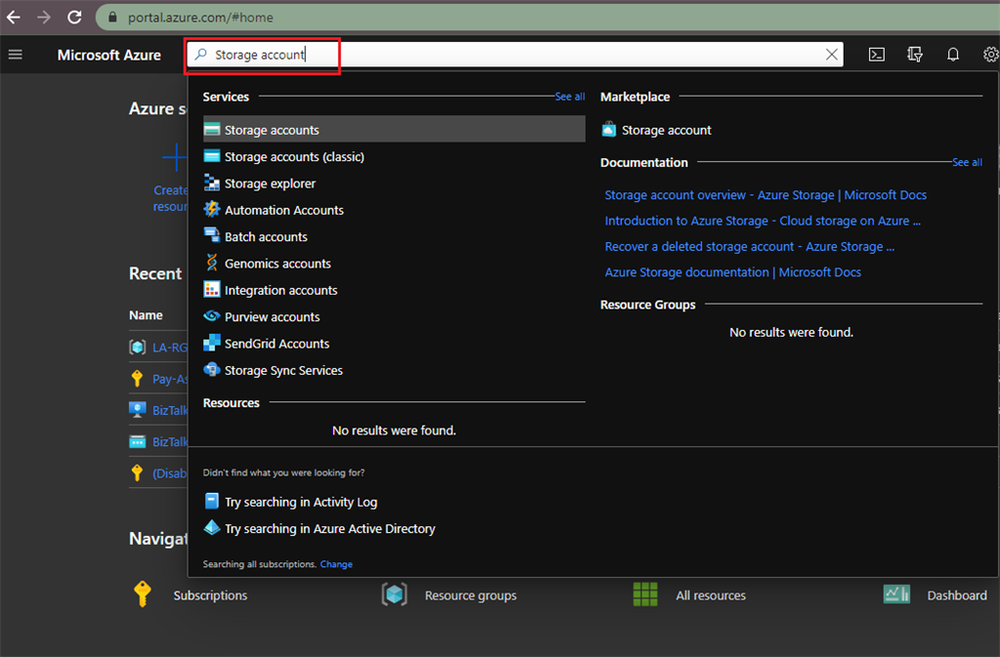 portal.azure.com/#home
Microsoft Azure
Storage account
Azure s
Create
resour
Recent
Name
LA-RG
Pay-As
BizTalk
BizTalk
(Disab
Navigat
Services
See all
Storage accounts
Storage accounts (classic)
Storage explorer
Automation Accounts
Batch accounts
Genomics accounts
Integration accounts
Purview accounts
SendGrid Accounts
Storage Sync Services
Resources
No results were found.
Marketplace
Storage account
Documentation
See all
Storage account overview - Azure Storage | Microsoft Docs
Introduction to Azure Storage - Cloud storage on Azure ...
Recover a deleted storage account - Azure Storage ...
Azure Storage documentation | Microsoft Docs
Resource Groups
No results were found.
Didn't find what you were looking for?
Try searching in Activity Log
Try searching in Azure Active Directory
Searching all subscriptions. Change
Subscriptions
Resource groups
All resources
Dashboard